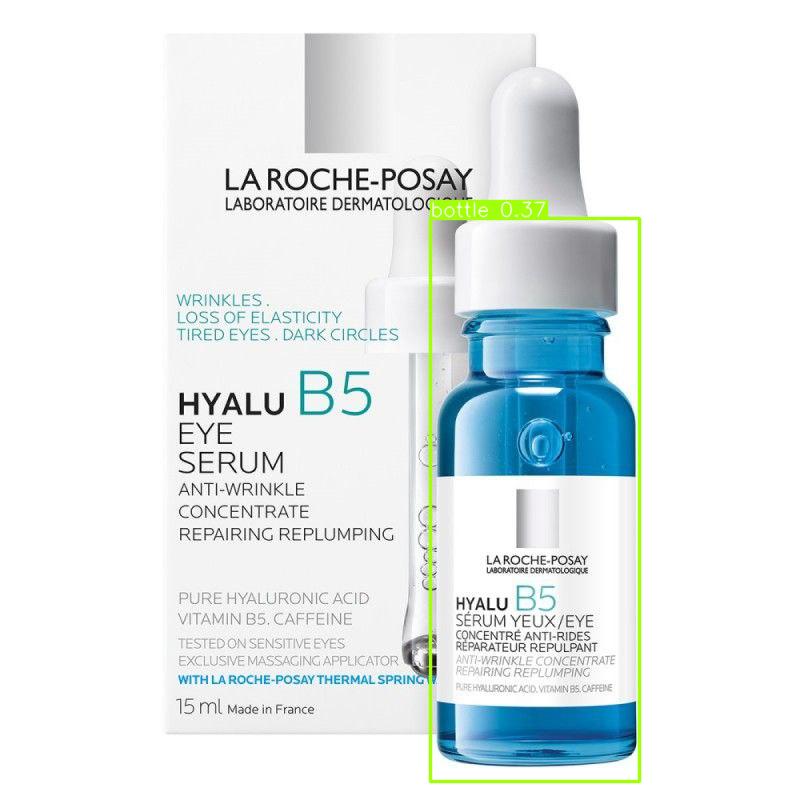 LA ROCHE-POSAY
LABORATOIRE DERMATOLOGIQUE
bottle 0.37
WRINKLES .
LOSS OF ELASTICITY
TIRED EYES . DARK CIRCLES
HYALU B5
EYE
SERUM
ANTI-WRINKLE
CONCENTRATE
REPAIRING REPLUMPING
PURE HYALURONIC ACID
VITAMIN B5. CAFFEINE
TESTED ON SENSITIVE EYES
EXCLUSIVE MASSAGING APPLICATOR
WITH LA ROCHE-POSAY THERMAL SPRING
15 ml Made in France
LA ROCHE-POSAY
LABORATOIRE DERMATOLOGIQUE
HYALU B5
SÉRUM YEUX/EYE
CONCENTRÉ ANTI-RIDES
RÉPARATEUR REPULPANT
ANTI-WRINKLE CONCENTRATE
REPAIRING REPLUMPING
PURE HYALURONIC ACID. VITAMIN B5. CAFFEINE